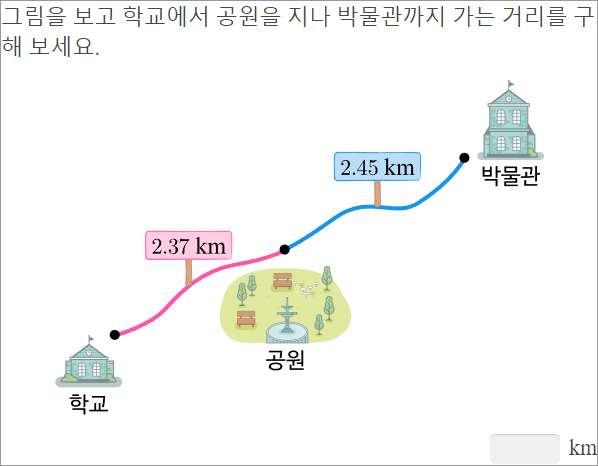 그림을 보고 학교에서 공원을 지나 박물관까지 가는 거리를 구
해 보세요.
2.45 km
박물관
2.37 km
공원
학교
km